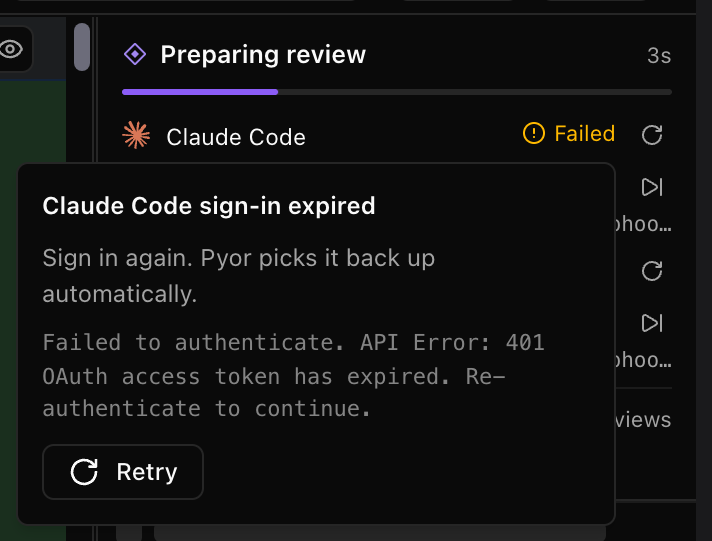 Preparing review
3s
Claude Code
Failed
Claude Code sign-in expired
Sign in again. Pyor picks it back up
automatically.
Failed to authenticate. API Error: 401
OAuth access token has expired. Re-
authenticate to continue.
Retry